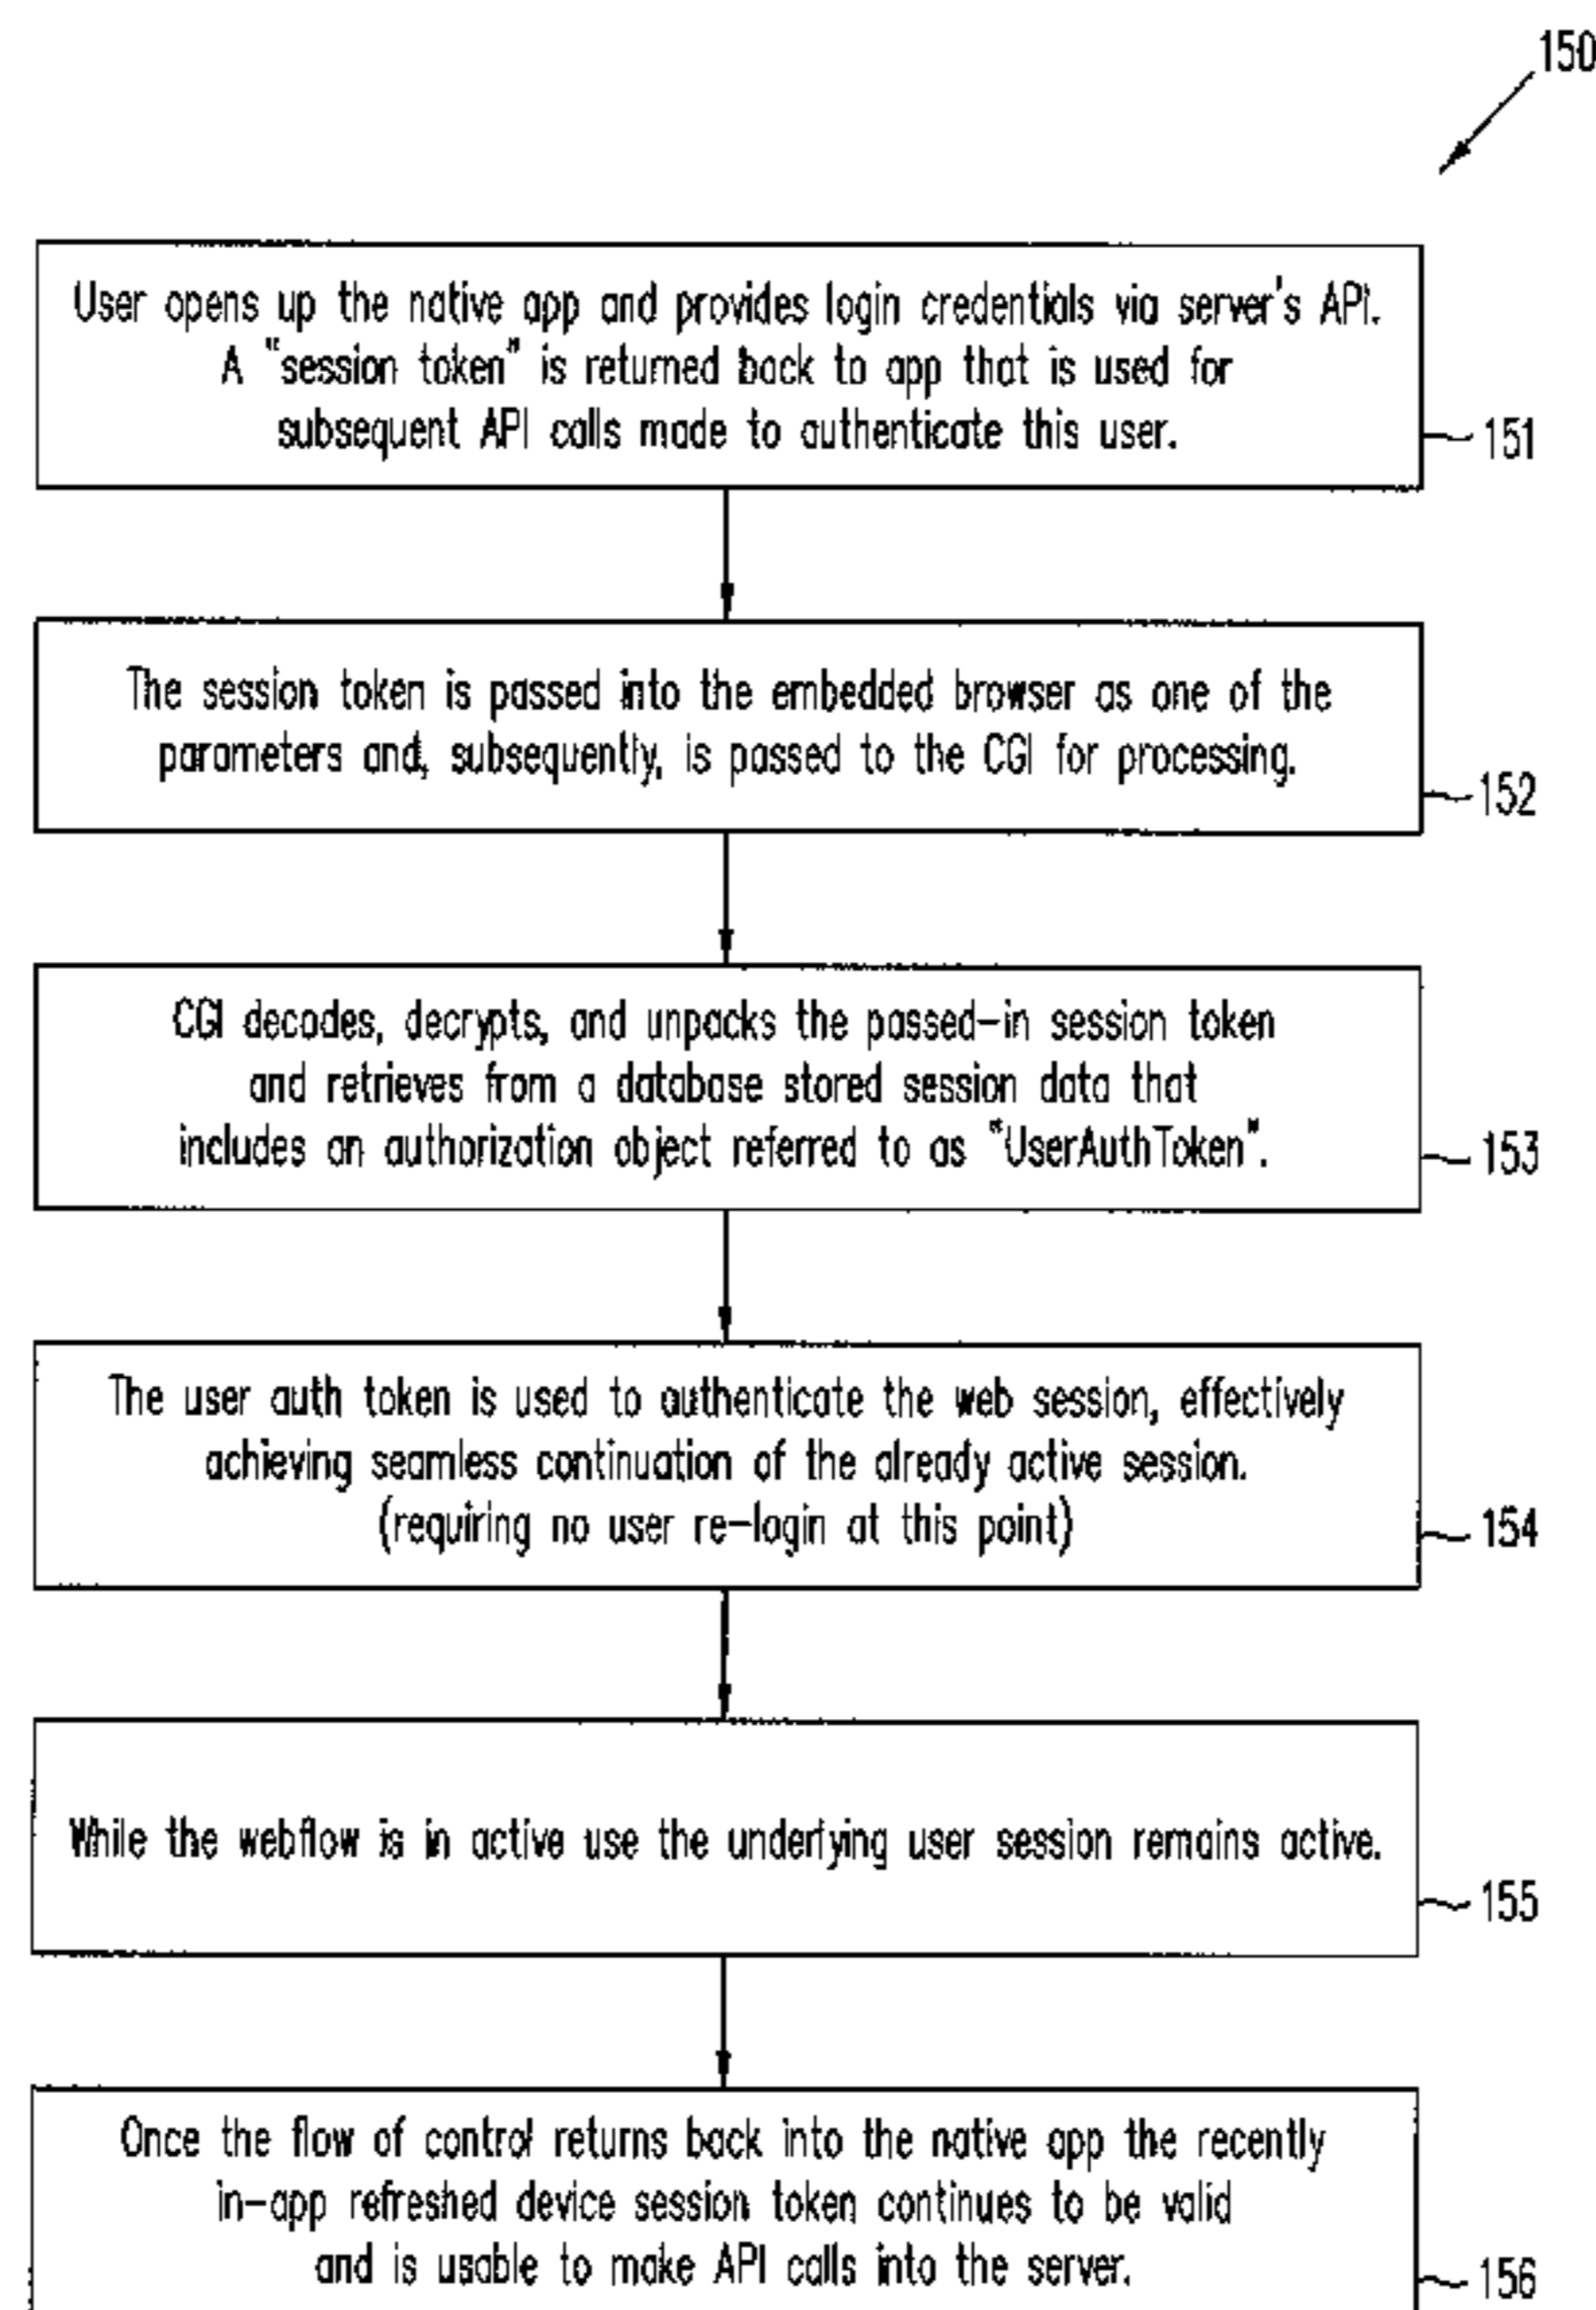 150
User opens up the native app and provides login credentials via server's API.
A "session token" is returned back to app that is used for
subsequent API calls made to authenticate this user.
151
The session token is passed into the embedded browser as one of the
parameters and, subsequently, is passed to the CGI for processing.
152
CGI decodes, decrypts, and unpacks the passed-in session token
and retrieves from a database stored session data that
includes an authorization object referred to as "UserAuthToken".
153
The user auth token is used to authenticate the web session, effectively
achieving seamless continuation of the already active session.
(requiring no user re-login at this point)
154
While the webflow is in active use the underlying user session remains active.
155
Once the flow of control returns back into the native app the recently
in-app refreshed device session token continues to be valid
and is usable to make API calls into the server.
156